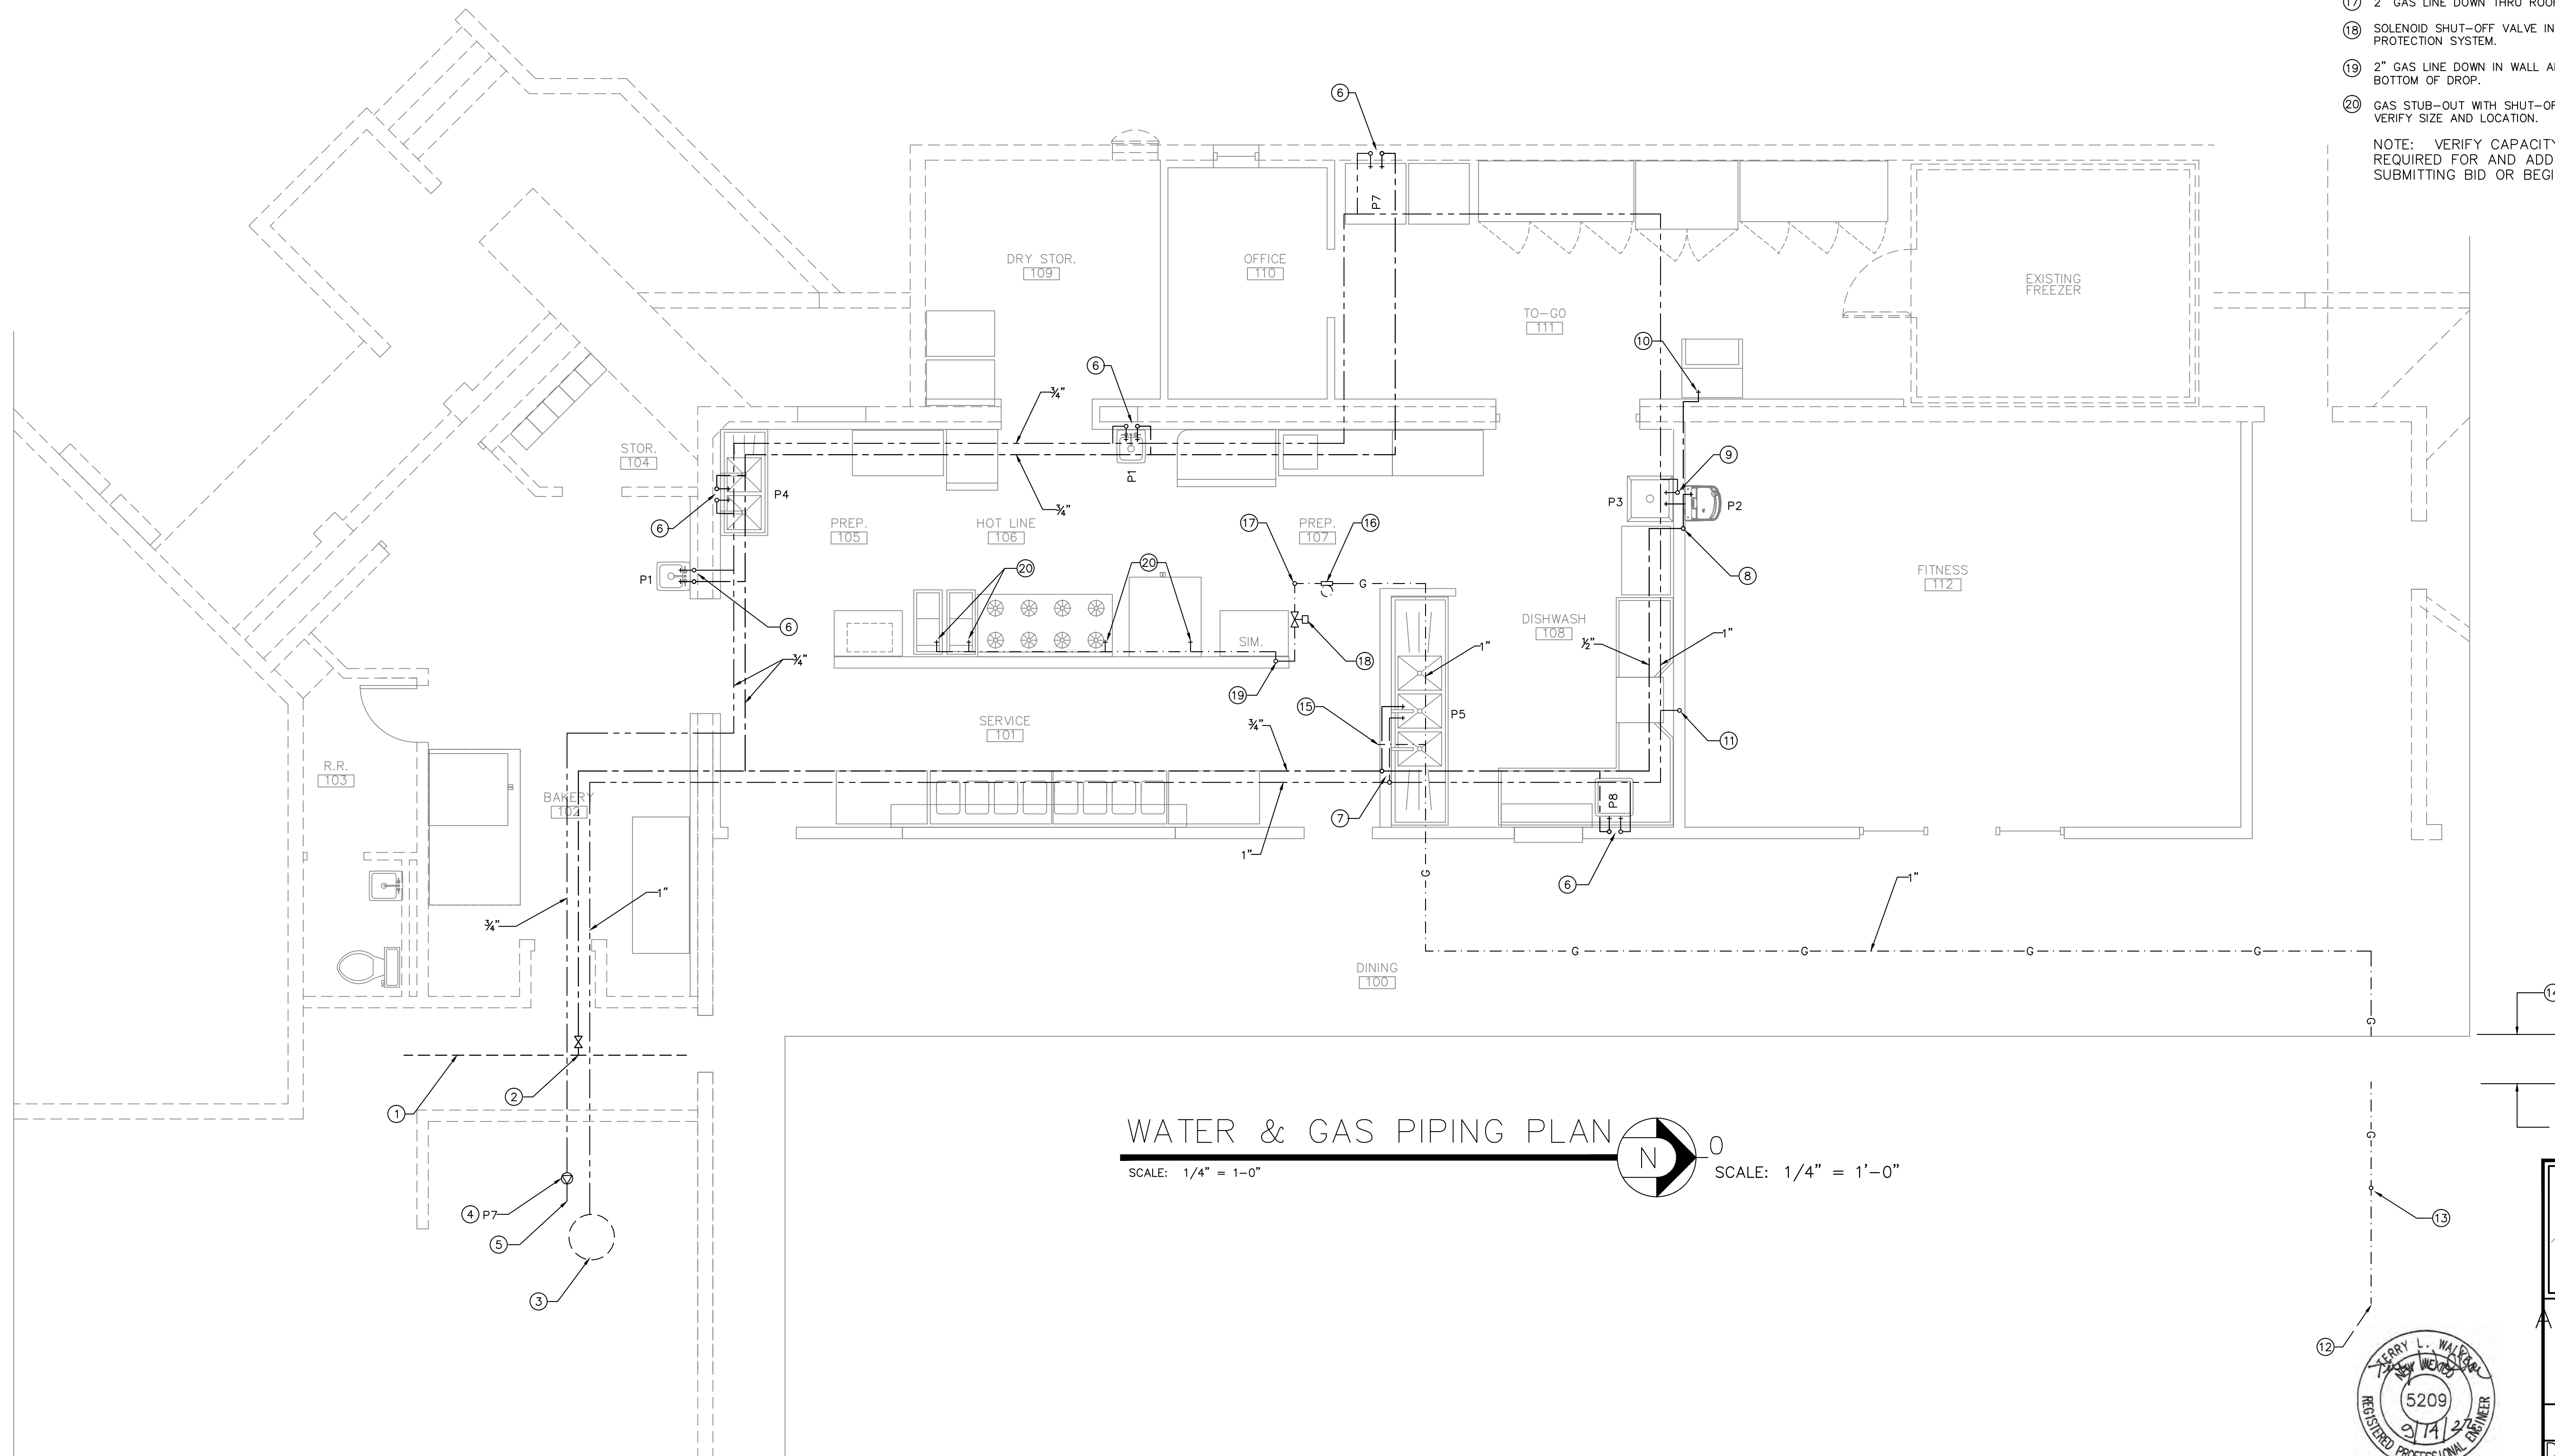 17 2" GAS LINE DOWN THRU ROOF
18 SOLENOID SHUT-OFF VALVE IN
PROTECTION SYSTEM.
19 2" GAS LINE DOWN IN WALL
BOTTOM OF DROP.
20 GAS STUB-OUT WITH SHUT-OFF
VERIFY SIZE AND LOCATION.
NOTE: VERIFY CAPACITY
REQUIRED FOR AND ADD
SUBMITTING BID OR
6
P7
DRY STOR.
109
OFFICE
110
EXISTING
FREEZER
TO-GO
111
10
6
3/4"
STOR.
104
P4
P1
3/4"
9
P3
P2
6
PREP.
105
HOT LINE
106
17
PREP.
107
16
P1
20
20
G
8
FITNESS
112
6
SIM.
DISHWASH
108
1/2"
1"
3/4"
18
1"
19
15
P5
SERVICE
101
3/4"
11
R.R.
103
BAKERY
102
7
P8
1"
6
G
3/4"
1"
1"
G
G
G
G
DINING
100
14
G
1
2
WATER & GAS PIPING PLAN
SCALE: 1/4" = 1-0"
N
0
SCALE: 1/4" = 1'-0"
G
4 P7
5
3
13
12
A
TERRY L. WALKER
NEW MEXICO
5209
REGISTERED PROFESSIONAL ENGINEER